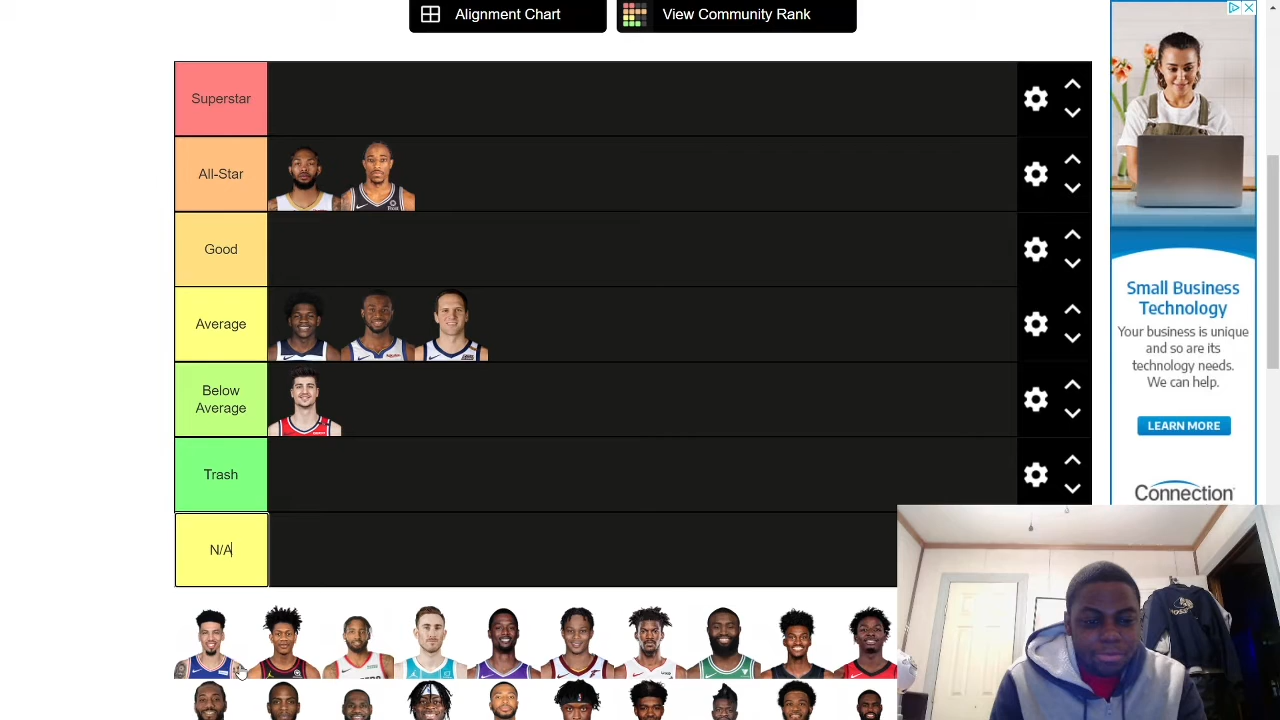 Alignment Chart
View Community Rank
Superstar
All-Star
Good
Average
Below
Average
Trash
N/A
Small Business
Technology
Your business is unique
and so are its
technology needs.
We can help.
LEARN MORE
Connection